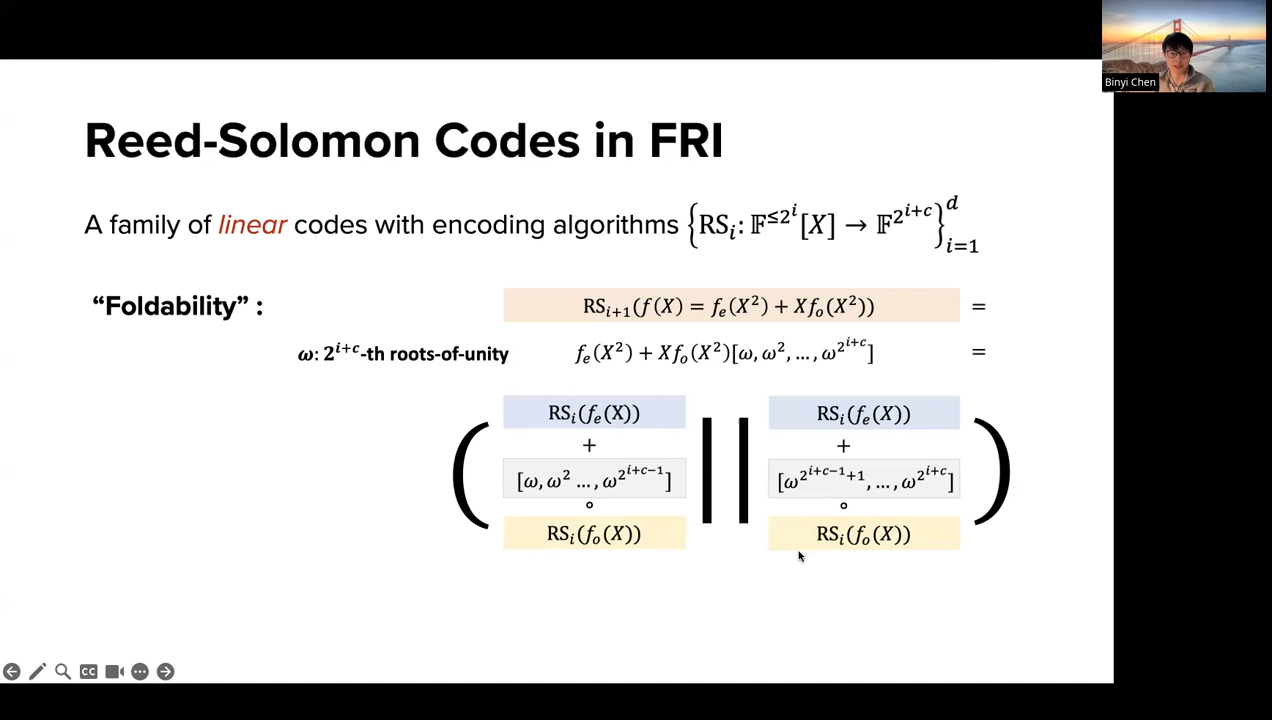 Binyi Chen
Reed-Solomon Codes in FRI
A family of linear codes with encoding algorithms {RSᵢ: 𝔽^{≤2^i}[X] → 𝔽^{2^{i+c}}}_{i=1}^{d}
“Foldability” :
RS_{i+1}(f(X) = f_e(X²) + Xf_o(X²)) =
ω: 2^{i+c}-th roots-of-unity f_e(X²) + Xf_o(X²)[ω, ω², …, ω^{2^{i+c}}] =
( RS_i(f_e(X)) || RS_i(f_e(X)) )
+ +
[ω, ω² …, ω^{2^{i+c−1}}] [ω^{2^{i+c−1}+1}, …, ω^{2^{i+c}}]
∘ ∘
RS_i(f_o(X)) RS_i(f_o(X))
CC